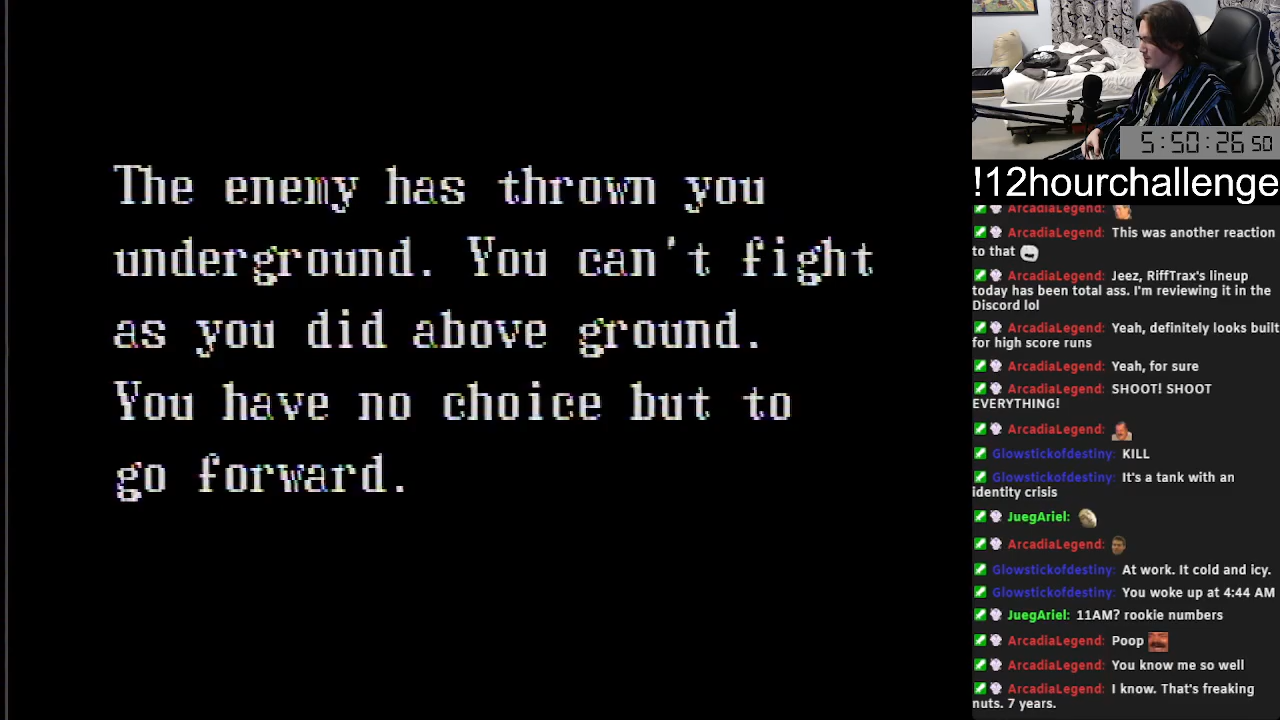 The enemy has thrown you
underground. You can't fight
as you did above ground.
You have no choice but to
go forward.
5:50:26 50
!12hourchallenge
ArcadiaLegend:
ArcadiaLegend: This was another reaction
to that
ArcadiaLegend: Jeez, RiffTrax's lineup
today has been total ass. I'm reviewing it in the
Discord lol
ArcadiaLegend: Yeah, definitely looks built
for high score runs
ArcadiaLegend: Yeah, for sure
ArcadiaLegend: SHOOT! SHOOT
EVERYTHING!
ArcadiaLegend:
Glowstickofdestiny: KILL
Glowstickofdestiny: It's a tank with an
identity crisis
JuegAriel:
ArcadiaLegend:
Glowstickofdestiny: At work. It cold and icy.
Glowstickofdestiny: You woke up at 4:44 AM
JuegAriel: 11AM? rookie numbers
ArcadiaLegend: Poop
ArcadiaLegend: You know me so well
ArcadiaLegend: I know. That's freaking
nuts. 7 years.